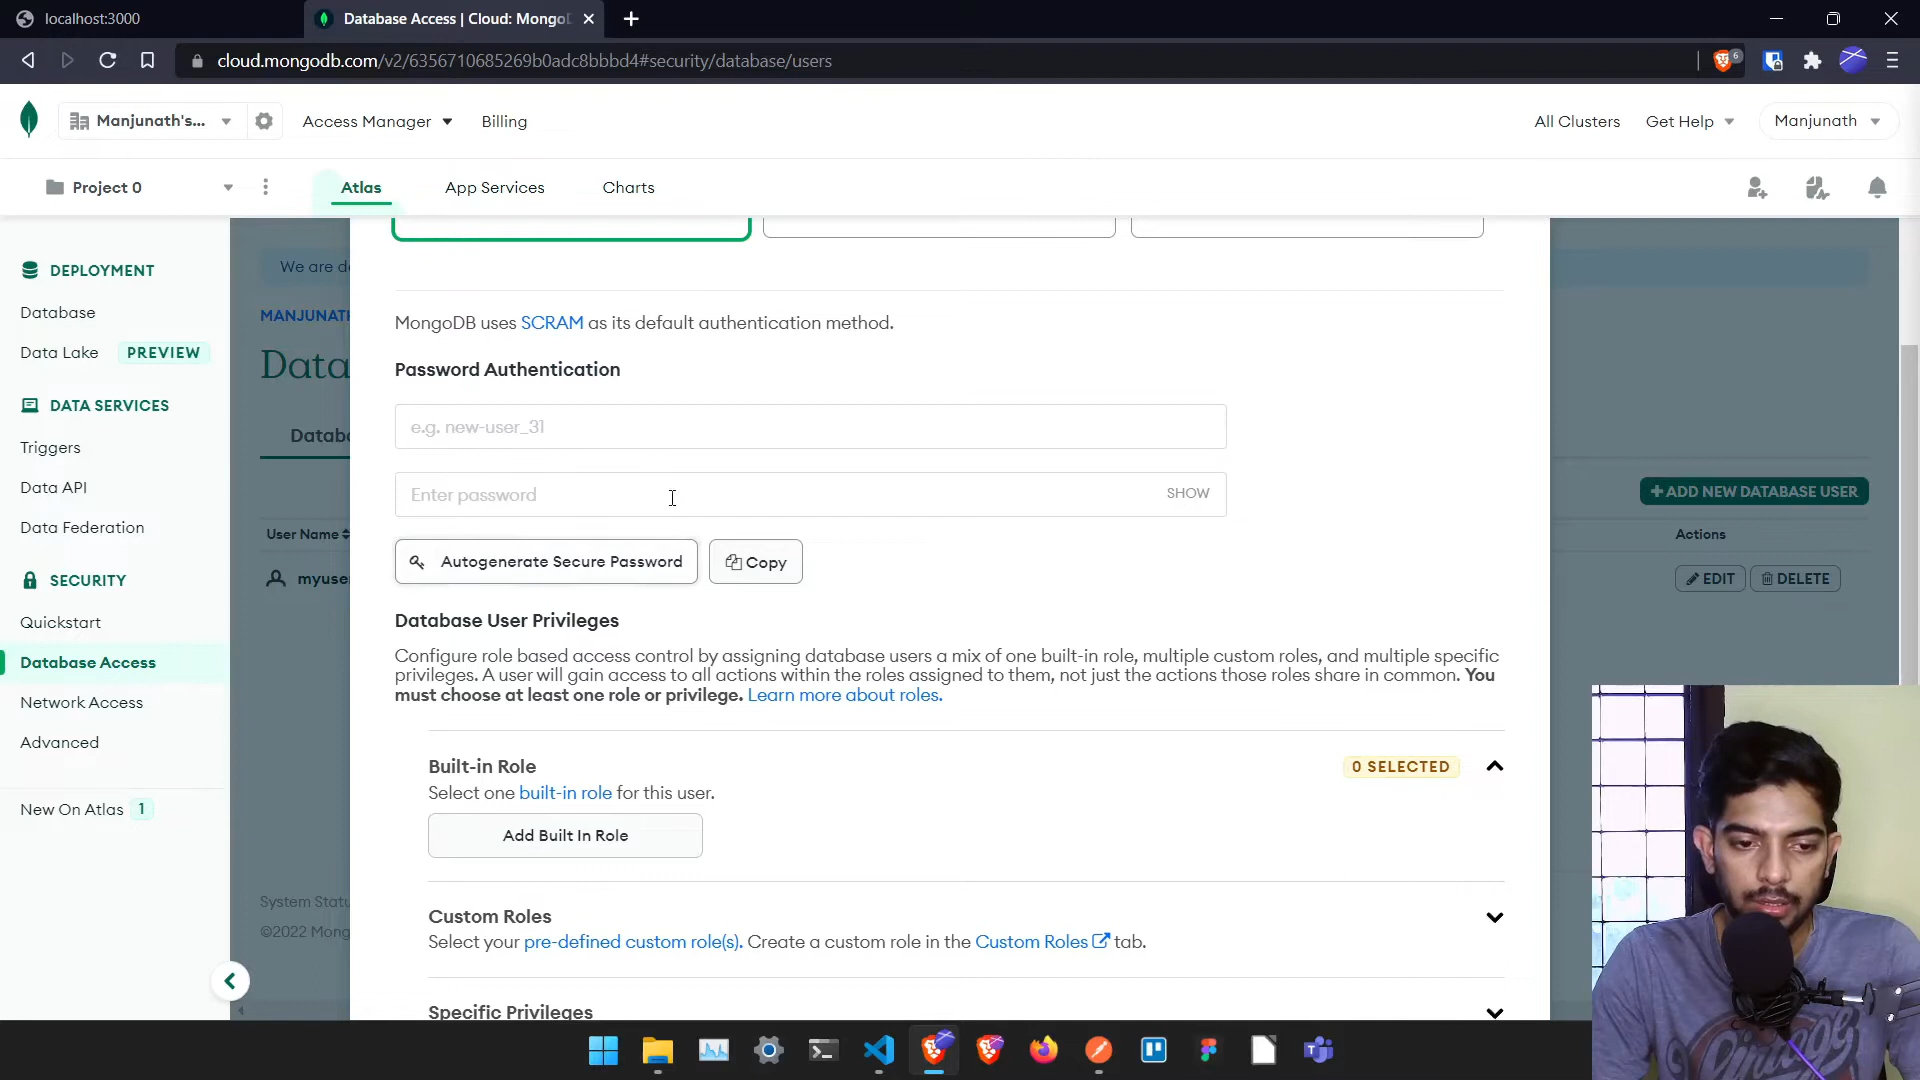 localhost:3000
Database Access | Cloud: MongoD
cloud.mongodb.com/v2/6356710685269b0adc8bbbd4#security/database/users
6
Manjunath's...
Access Manager
Billing
All Clusters
Get Help
Manjunath
Project 0
Atlas
App Services
Charts
DEPLOYMENT
Database
Data Lake PREVIEW
DATA SERVICES
Triggers
Data API
Data Federation
SECURITY
Quickstart
Database Access
Network Access
Advanced
New On Atlas 1
We are de
MANJUNATH
Data
Databa
+ ADD NEW DATABASE USER
User Name
Actions
myuse
EDIT
DELETE
System Statu
©2022 Mong
MongoDB uses SCRAM as its default authentication method.
Password Authentication
e.g. new-user_31
Enter password
SHOW
Autogenerate Secure Password
Copy
Database User Privileges
Configure role based access control by assigning database users a mix of one built-in role, multiple custom roles, and multiple specific
privileges. A user will gain access to all actions within the roles assigned to them, not just the actions those roles share in common. You
must choose at least one role or privilege. Learn more about roles.
Built-in Role
0 SELECTED
Select one built-in role for this user.
Add Built In Role
Custom Roles
Select your pre-defined custom role(s). Create a custom role in the Custom Roles tab.
Specific Privileges